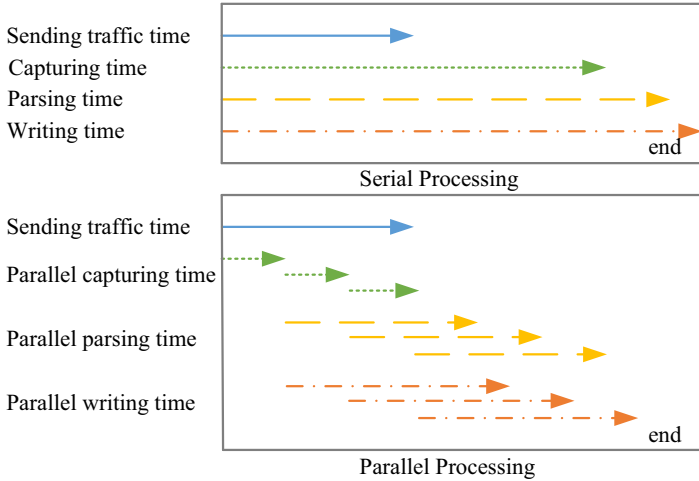 Sending traffic time
Capturing time
Parsing time
Writing time
end
Serial Processing
Sending traffic time
Parallel capturing time
Parallel parsing time
Parallel writing time
end
Parallel Processing